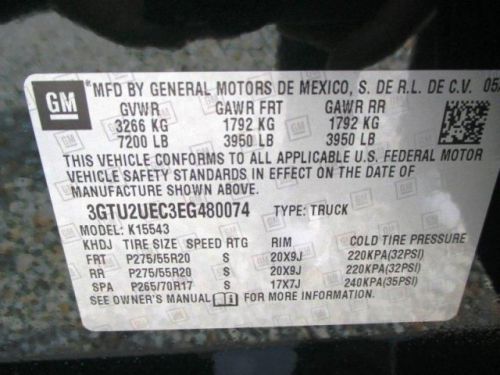 GM
*MFD BY GENERAL MOTORS DE MEXICO, S. DE R.L. DE C.V. 05/
GVWR GAWR FRT GAWR RR
3266 KG 1792 KG 1792 KG
7200 LB 3950 LB 3950 LB
THIS VEHICLE CONFORMS TO ALL APPLICABLE U.S. FEDERAL MOTOR
VEHICLE SAFETY STANDARDS IN EFFECT ON THE DATE OF
MANUFACTURE SHOWN ABOVE.
3GTU2UEC3EG480074 TYPE: TRUCK
MODEL: K15543
KHDJ TIRE SIZE SPEED RTG RIM COLD TIRE PRESSURE
FRT P275/55R20 S 20X9J 220KPA(32PSI)
RR P275/55R20 S 20X9J 220KPA(32PSI)
SPA P265/70R17 S 17X7J 240KPA(35PSI)
SEE OWNER'S MANUAL FOR MORE INFORMATION.